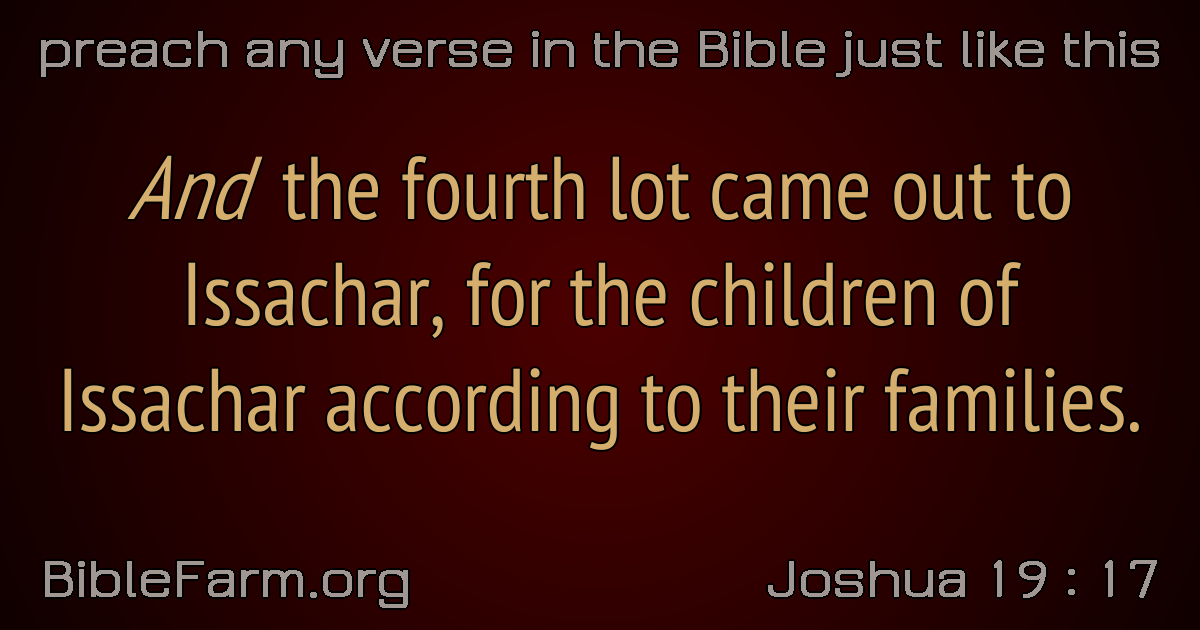 preach any verse in the Bible just like this
And the fourth lot came out to
Issachar, for the children of
Issachar according to their families.
BibleFarm.org
Joshua 19 : 17